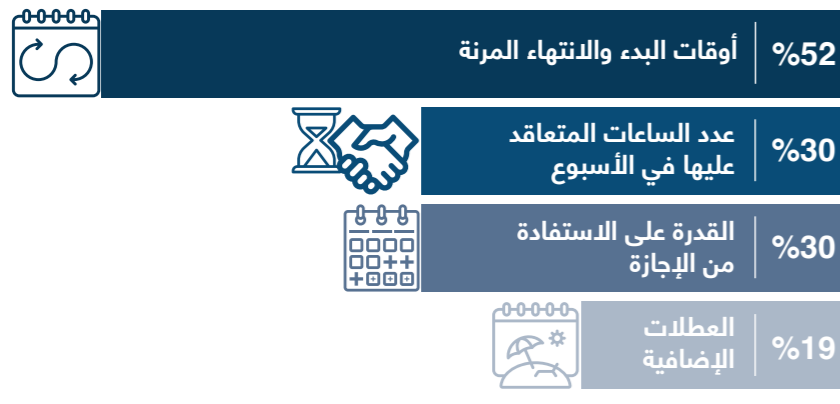 %52 أوقات البدء والانتهاء المرنة
%30 عدد الساعات المتعاقد
عليها في الأسبوع
%30 القدرة على الاستفادة
من الإجازة
%19 العطلات
الإضافية